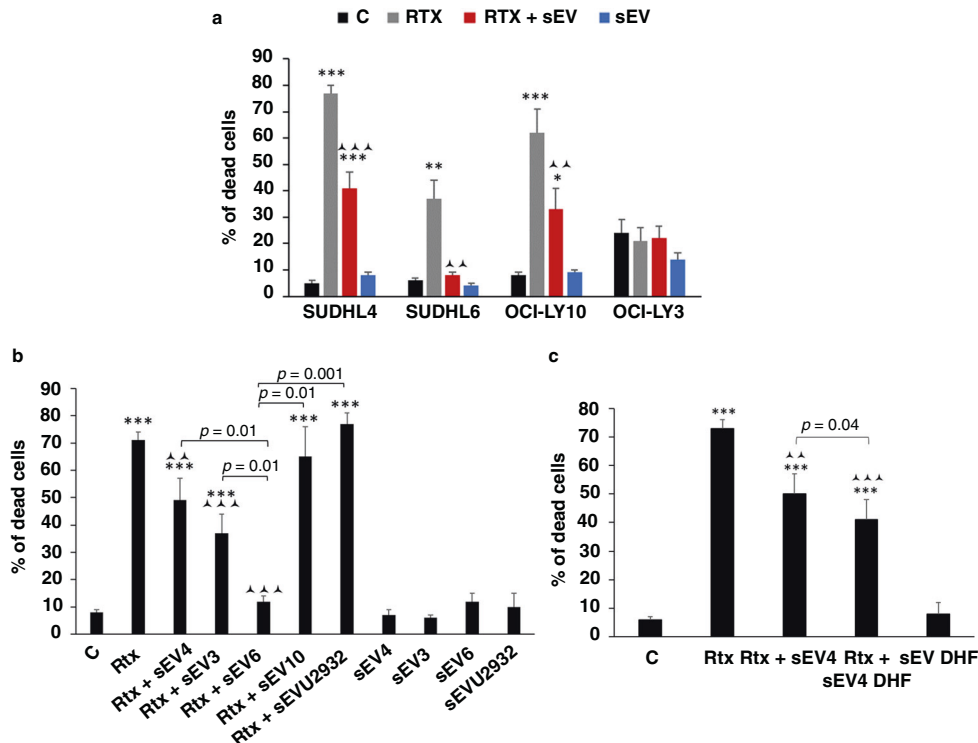 a
C RTX RTX + sEV sEV
% of dead cells
90
80
70
60
50
40
30
20
10
0
***
***
**
***
*
SUDHL4 SUDHL6 OCI-LY10 OCI-LY3
b
% of dead cells
90
80
70
60
50
40
30
20
10
0
***
***
***
***
***
p = 0.01
p = 0.01
p = 0.01
p = 0.001
C
Rtx
Rtx + sEV4
Rtx + sEV3
Rtx + sEV6
Rtx + sEV10
Rtx + sEVU2932
sEV4
sEV3
sEV6
sEVU2932
c
% of dead cells
80
70
60
50
40
30
20
10
0
***
***
***
p = 0.04
C Rtx Rtx + sEV4 Rtx + sEV DHF
sEV4 DHF